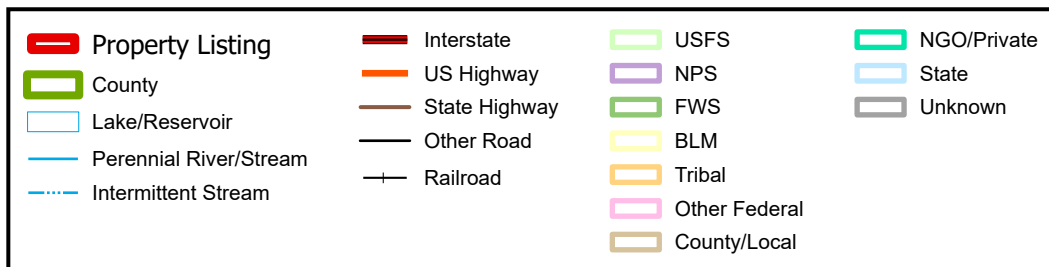 Property Listing
County
Lake/Reservoir
Perennial River/Stream
Intermittent Stream
Interstate
US Highway
State Highway
Other Road
Railroad
USFS
NPS
FWS
BLM
Tribal
Other Federal
County/Local
NGO/Private
State
Unknown